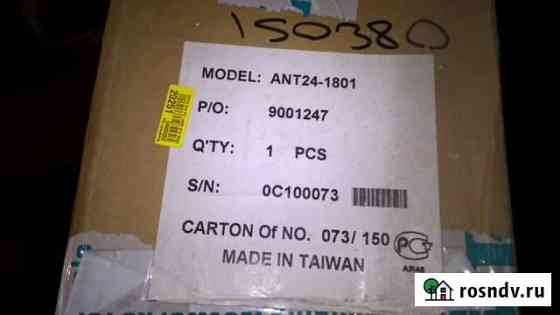 150380
MODEL: ANT24-1801
P/O: 9001247
20251
Q'TY: 1 PCS
S/N: 0C100073
CARTON Of NO. 073/ 150
MADE IN TAIWAN
rosndv.ru